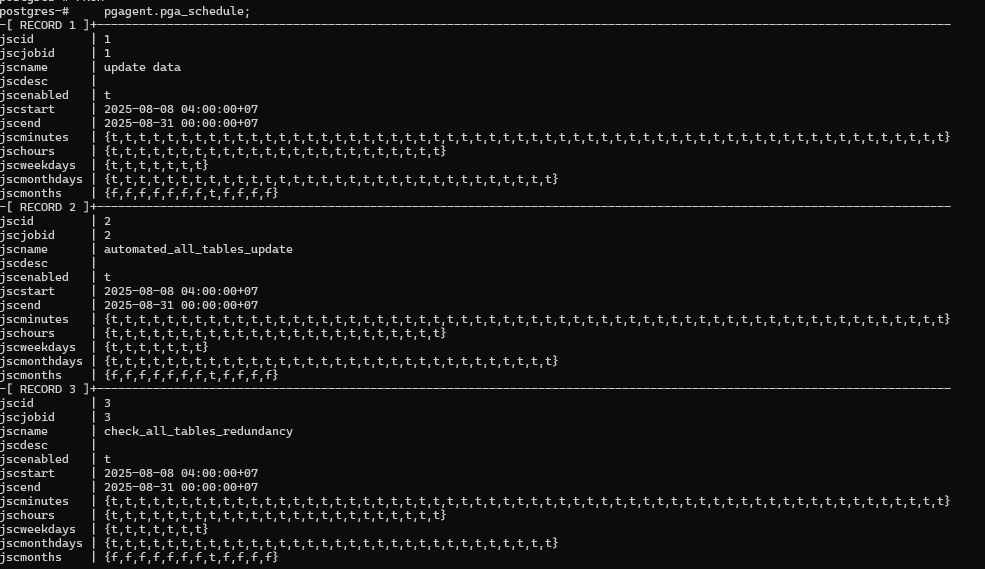 postgres-#     pgagent.pga_schedule;
-[ RECORD 1 ]+--------------------------------------------------------------------------------------------------------------------------
jscid        | 1
jscjobid     | 1
jscname      | update data
jscdesc      |
jscenabled   | t
jscstart     | 2025-08-08 04:00:00+07
jscend       | 2025-08-31 00:00:00+07
jscminutes   | {t,t,t,t,t,t,t,t,t,t,t,t,t,t,t,t,t,t,t,t,t,t,t,t,t,t,t,t,t,t,t,t,t,t,t,t,t,t,t,t,t,t,t,t,t,t,t,t,t,t,t,t,t,t,t,t,t,t,t,t}
jschours     | {t,t,t,t,t,t,t,t,t,t,t,t,t,t,t,t,t,t,t,t,t,t,t,t}
jscweekdays  | {t,t,t,t,t,t,t}
jscmonthdays | {t,t,t,t,t,t,t,t,t,t,t,t,t,t,t,t,t,t,t,t,t,t,t,t,t,t,t,t,t,t,t,t}
jscmonths    | {f,f,f,f,f,f,f,t,f,f,f,f}
-[ RECORD 2 ]+--------------------------------------------------------------------------------------------------------------------------
jscid        | 2
jscjobid     | 2
jscname      | automated_all_tables_update
jscdesc      |
jscenabled   | t
jscstart     | 2025-08-08 04:00:00+07
jscend       | 2025-08-31 00:00:00+07
jscminutes   | {t,t,t,t,t,t,t,t,t,t,t,t,t,t,t,t,t,t,t,t,t,t,t,t,t,t,t,t,t,t,t,t,t,t,t,t,t,t,t,t,t,t,t,t,t,t,t,t,t,t,t,t,t,t,t,t,t,t,t,t}
jschours     | {t,t,t,t,t,t,t,t,t,t,t,t,t,t,t,t,t,t,t,t,t,t,t,t}
jscweekdays  | {t,t,t,t,t,t,t}
jscmonthdays | {t,t,t,t,t,t,t,t,t,t,t,t,t,t,t,t,t,t,t,t,t,t,t,t,t,t,t,t,t,t,t,t}
jscmonths    | {f,f,f,f,f,f,f,t,f,f,f,f}
-[ RECORD 3 ]+--------------------------------------------------------------------------------------------------------------------------
jscid        | 3
jscjobid     | 3
jscname      | check_all_tables_redundancy
jscdesc      |
jscenabled   | t
jscstart     | 2025-08-08 04:00:00+07
jscend       | 2025-08-31 00:00:00+07
jscminutes   | {t,t,t,t,t,t,t,t,t,t,t,t,t,t,t,t,t,t,t,t,t,t,t,t,t,t,t,t,t,t,t,t,t,t,t,t,t,t,t,t,t,t,t,t,t,t,t,t,t,t,t,t,t,t,t,t,t,t,t,t}
jschours     | {t,t,t,t,t,t,t,t,t,t,t,t,t,t,t,t,t,t,t,t,t,t,t,t}
jscweekdays  | {t,t,t,t,t,t,t}
jscmonthdays | {t,t,t,t,t,t,t,t,t,t,t,t,t,t,t,t,t,t,t,t,t,t,t,t,t,t,t,t,t,t,t,t}
jscmonths    | {f,f,f,f,f,f,f,t,f,f,f,f}